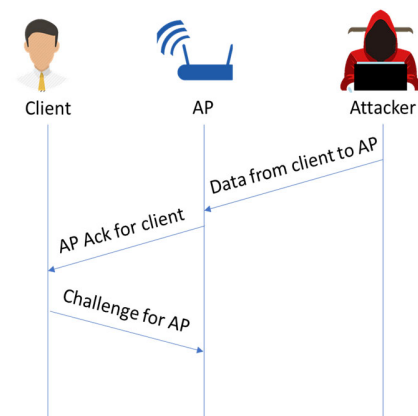 Client
AP
Attacker
Data from client to AP
AP Ack for client
Challenge for AP